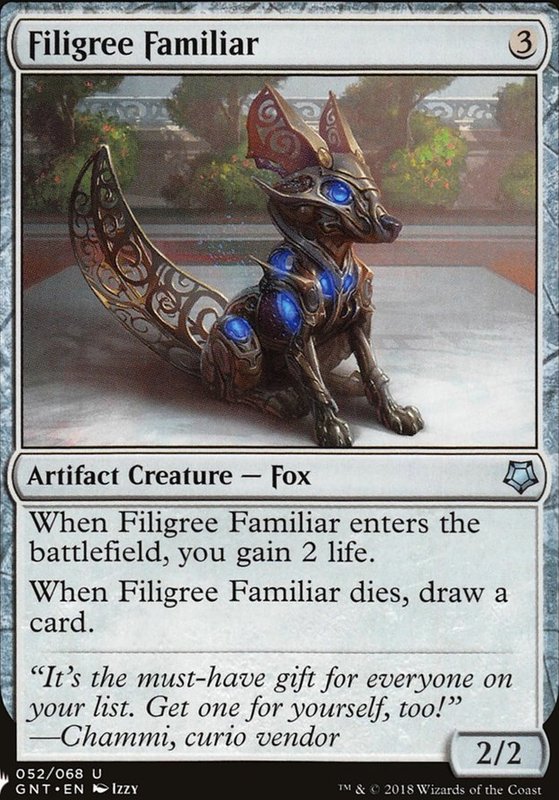 Filigree Familiar 3
Artifact Creature — Fox
When Filigree Familiar enters the
battlefield, you gain 2 life.
When Filigree Familiar dies, draw a
card.
“It's the must-have gift for everyone on
your list. Get one for yourself, too!”
—Chammi, curio vendor
2/2
052/068 U
GNT • EN Izzy
™ & © 2018 Wizards of the Coast